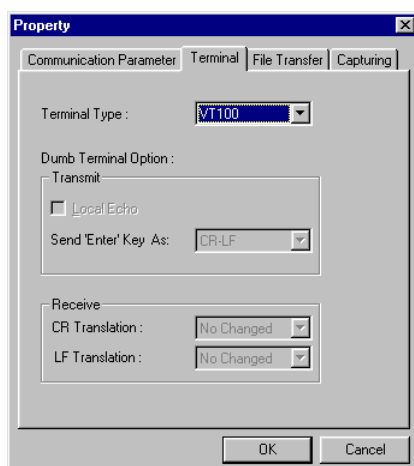 Property
Communication Parameter Terminal File Transfer Capturing
Terminal Type : VT100
Dumb Terminal Option :
Transmit
Local Echo
Send 'Enter' Key As: CR-LF
Receive
CR Translation : No Changed
LF Translation : No Changed
OK Cancel